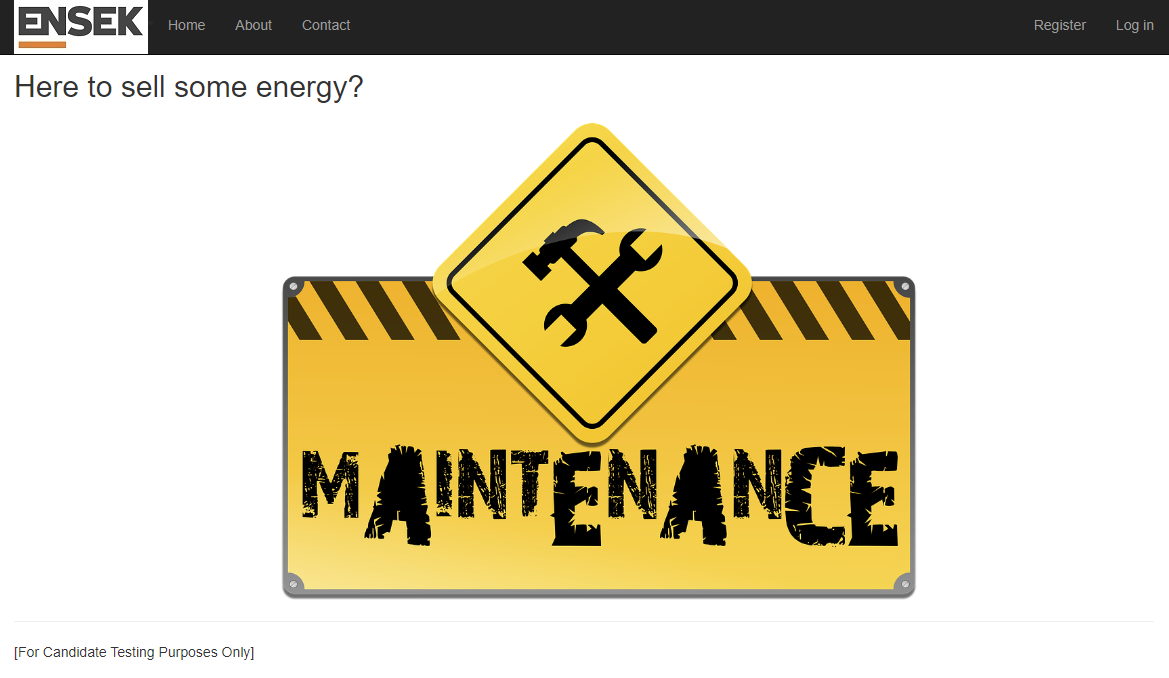 ENSEK
Home About Contact Register Log in
Here to sell some energy?
MAINTENANCE
[For Candidate Testing Purposes Only]